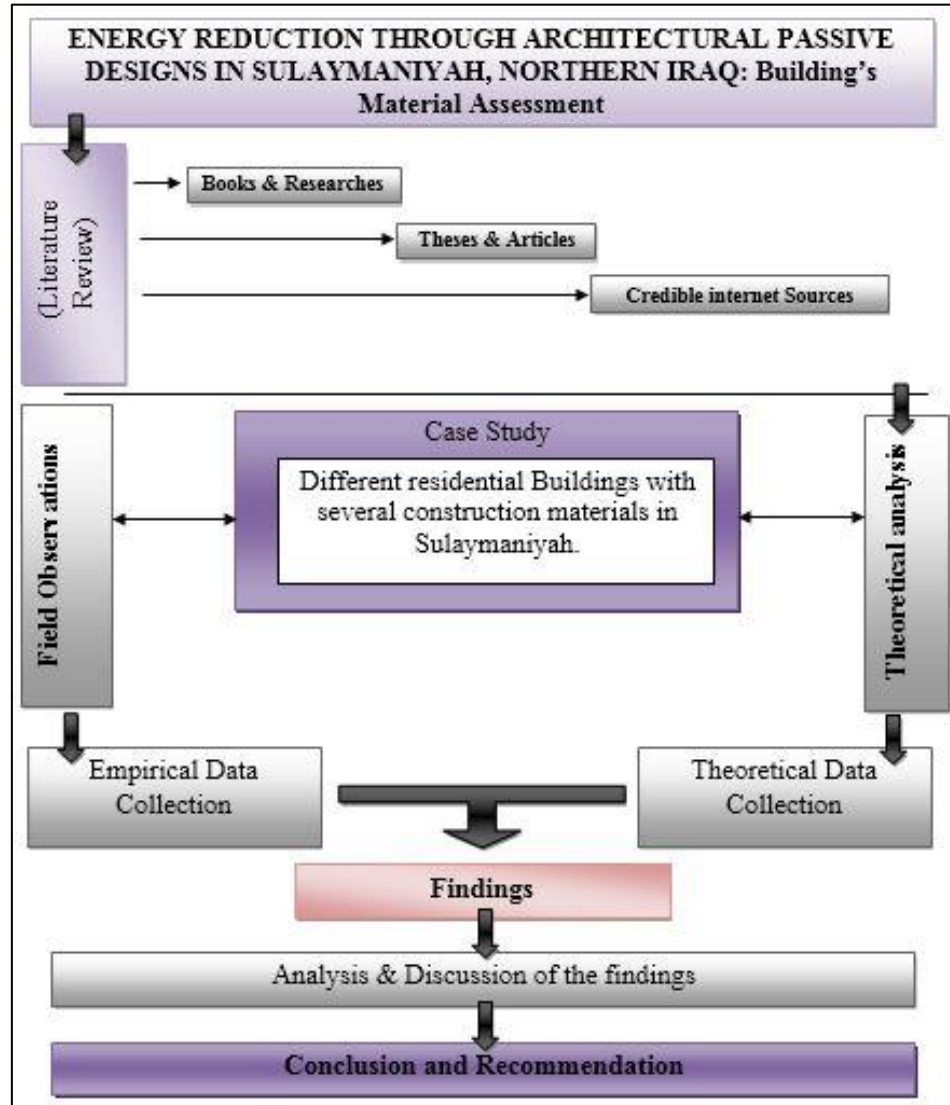 ENERGY REDUCTION THROUGH ARCHITECTURAL PASSIVE
DESIGNS IN SULAYMANIYAH, NORTHERN IRAQ: Building's
Material Assessment
(Literature
Review)
Books & Researches
Theses & Articles
Credible internet Sources
Field Observations
Case Study
Different residential Buildings with
several construction materials in
Sulaymaniyah.
Theoretical analysis
Empirical Data
Collection
Theoretical Data
Collection
Findings
Analysis & Discussion of the findings
Conclusion and Recommendation